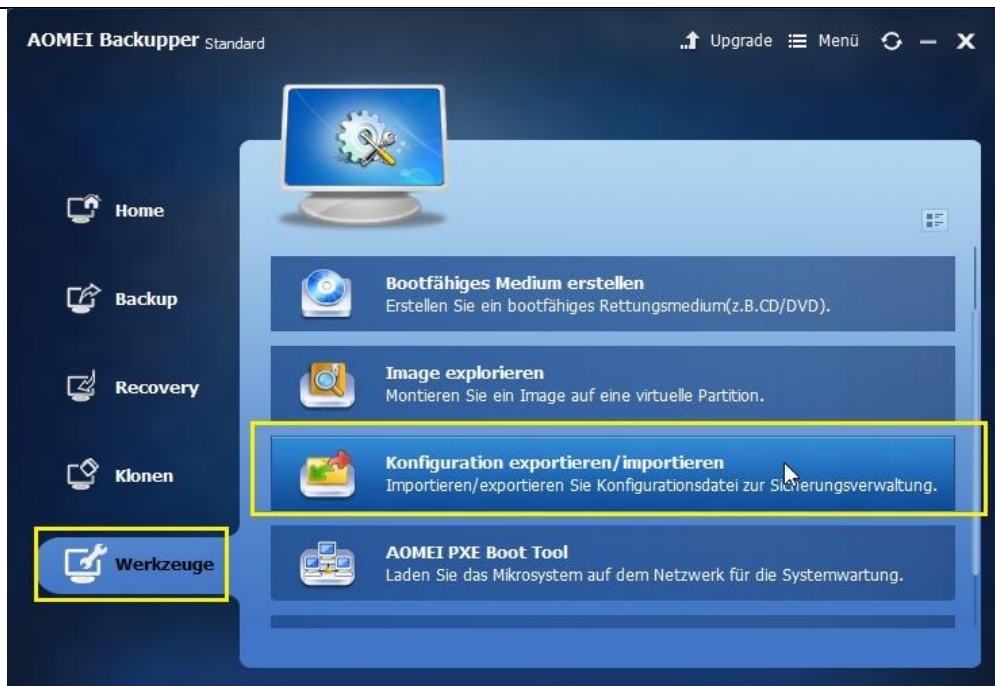 AOMEI Backupper Standard
Upgrade Menü
Home
Backup
Recovery
Klonen
Werkzeuge
Bootfähiges Medium erstellen
Erstellen Sie ein bootfähiges Rettungsmedium(z.B.CD/DVD).
Image explorieren
Montieren Sie ein Image auf eine virtuelle Partition.
Konfiguration exportieren/importieren
Importieren/exportieren Sie Konfigurationsdatei zur Sicherungsverwaltung.
AOMEI PXE Boot Tool
Laden Sie das Mikrosystem auf dem Netzwerk für die Systemwartung.